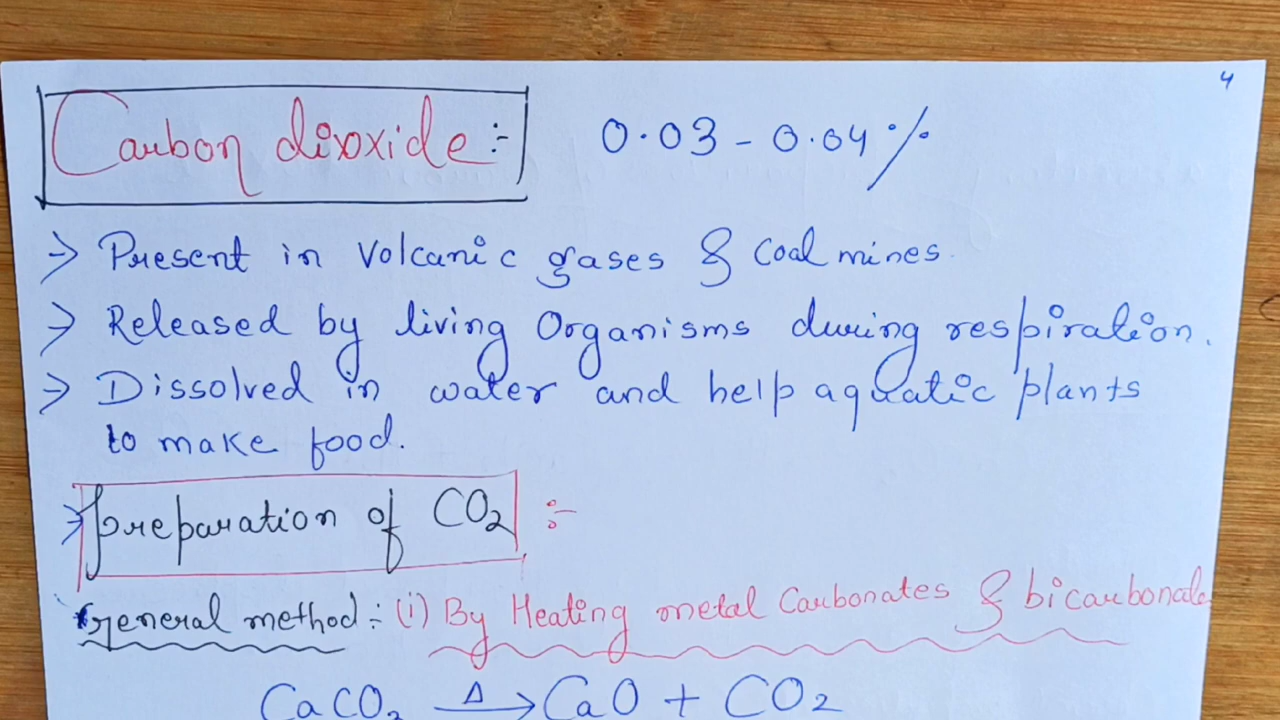 4
Carbon dioxide :- 0.03 - 0.04 %
→ Present in Volcanic gases & Coal mines.
→ Released by living Organisms during respiration.
→ Dissolved in water and help aquatic plants
to make food.
→ Preparation of CO₂ :-
General method :- (i) By Heating metal Carbonates & bicarbonate
CaCO₃ —Δ→ CaO + CO₂